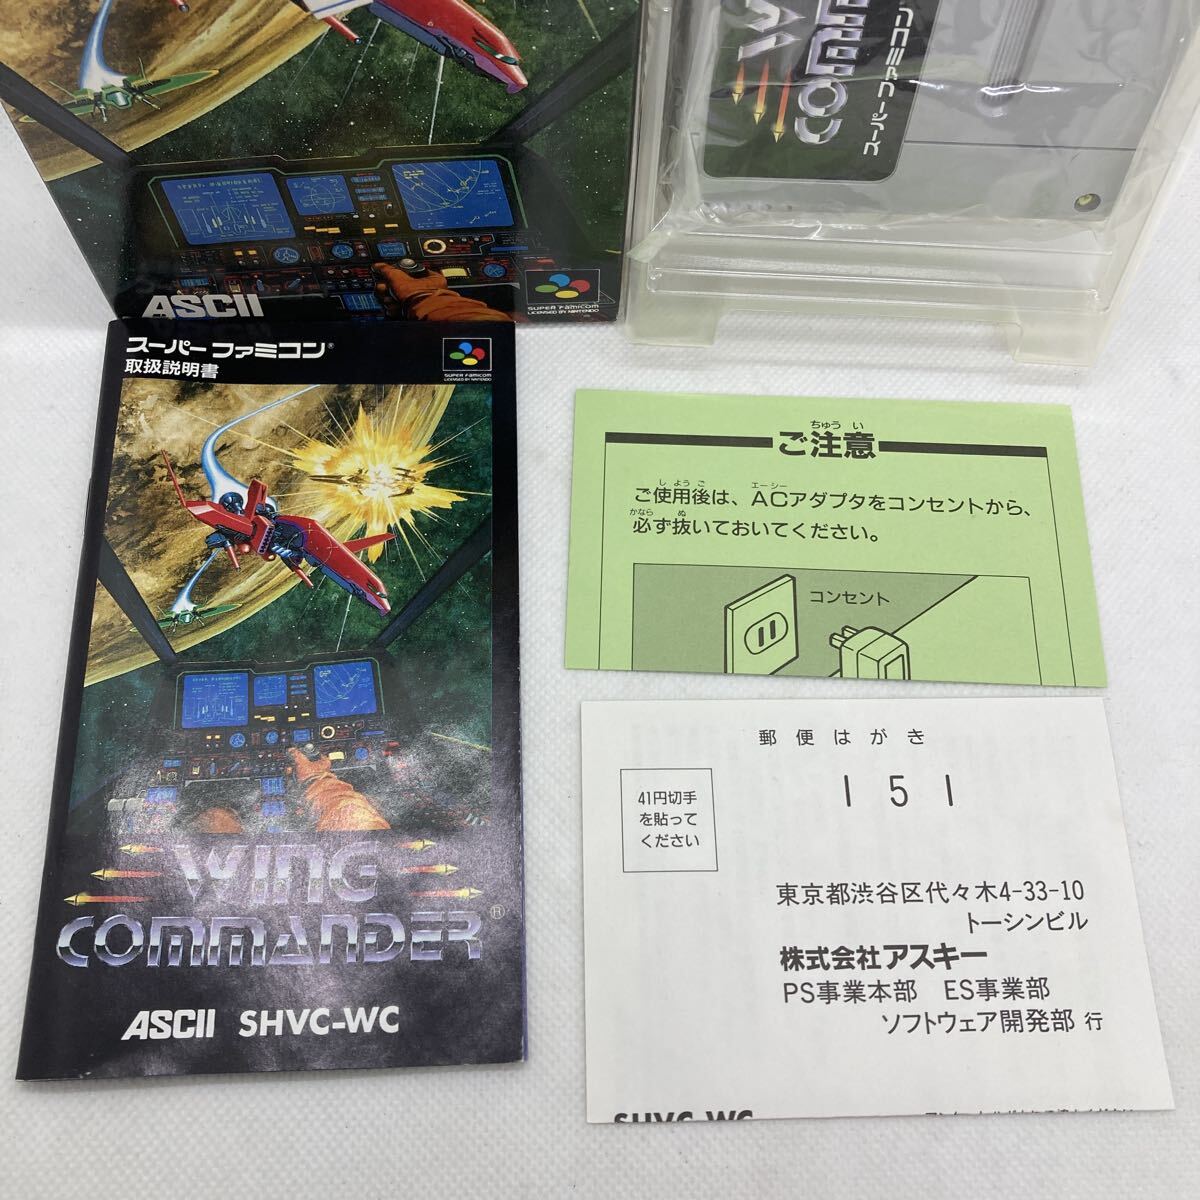 ASCII
SUPER Famicom
LICENSED BY NINTENDO
COM
スーパーファミコン
スーパーファミコン®
取扱説明書
SUPER Famicom
LICENSED BY NINTENDO
WING
COMMANDER®
ASCII SHVC-WC
ちゅうい
ご注意
しようご エーシー
ご使用後は、ACアダプタをコンセントから、
かなら ぬ
必ず抜いておいてください。
コンセント
郵便はがき
151
41円切手
を貼って
ください
東京都渋谷区代々木4-33-10
トーシンビル
株式会社アスキー
PS事業本部 ES事業部
ソフトウェア開発部 行
SHVC-WC